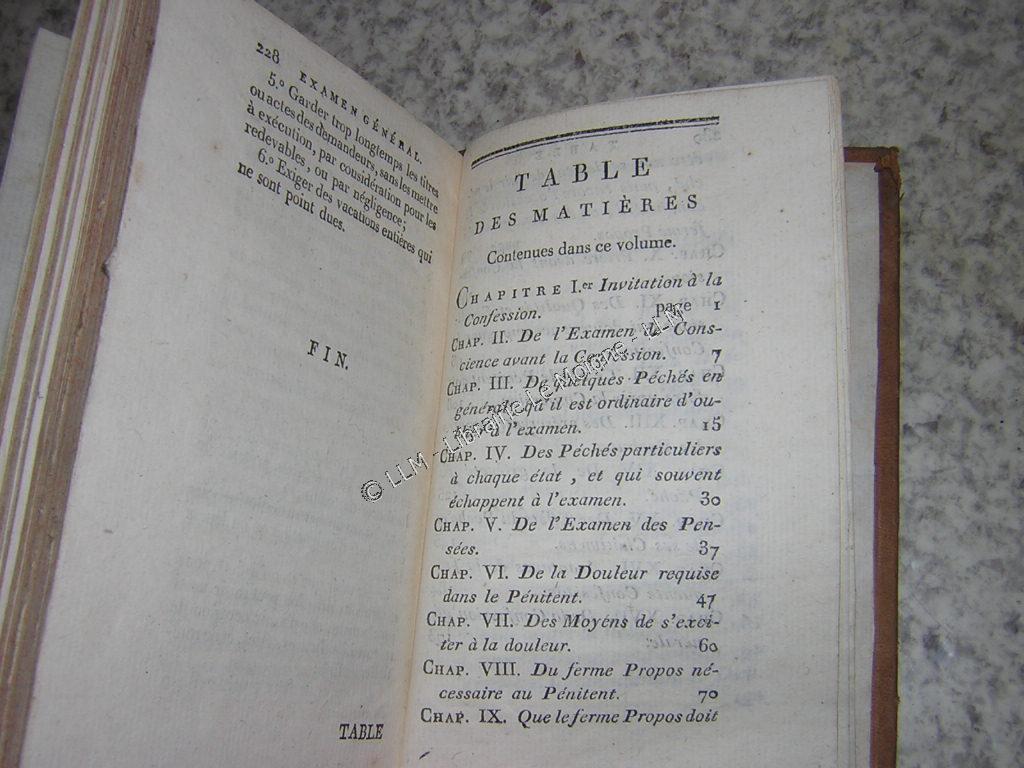 228 EXAMEN GÉNÉRAL.
5.º Garder trop longtemps les titres
ou actes des demandeurs, sans les mettre
à exécution, par considération pour les
redevables, ou par négligence;
6.º Exiger des vacations entières qui
ne sont point dues.
FIN.
TABLE
TABLE
DES MATIÈRES
Contenues dans ce volume.
CHAPITRE I.er Invitation à la
Confession. page 1
CHAP. II. De l'Examen de Cons-
cience avant la Confession. 7
CHAP. III. De quelques Péchés en
général, qu'il est ordinaire d'ou-
à l'examen. 15
CHAP. IV. Des Péchés particuliers
à chaque état, et qui souvent
échappent à l'examen. 30
CHAP. V. De l'Examen des Pen-
sées. 37
CHAP. VI. De la Douleur requise
dans le Pénitent. 47
CHAP. VII. Des Moyens de s'exci-
ter à la douleur. 60
CHAP. VIII. Du ferme Propos né-
cessaire au Pénitent. 70
CHAP. IX. Que le ferme Propos doit
© LLM - Librairie Le Moigne - LLM